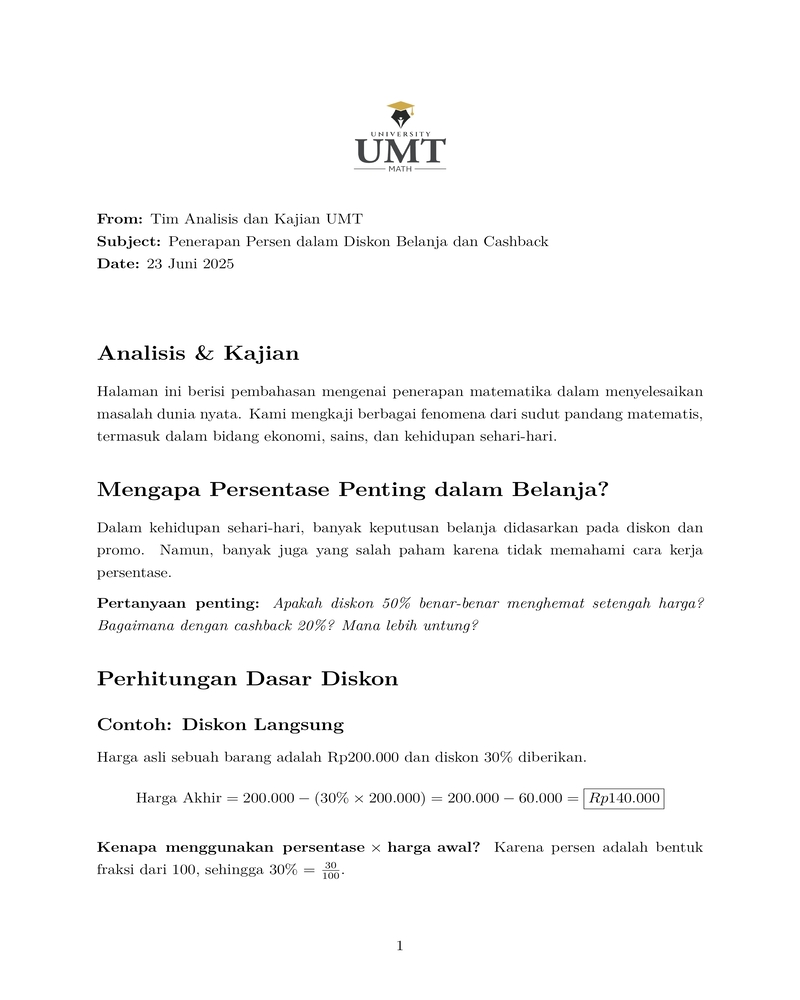 UNIVERSITY
UMT
MATH
From: Tim Analisis dan Kajian UMT
Subject: Penerapan Persen dalam Diskon Belanja dan Cashback
Date: 23 Juni 2025
Analisis & Kajian
Halaman ini berisi pembahasan mengenai penerapan matematika dalam menyelesaikan
masalah dunia nyata. Kami mengkaji berbagai fenomena dari sudut pandang matematis,
termasuk dalam bidang ekonomi, sains, dan kehidupan sehari-hari.
Mengapa Persentase Penting dalam Belanja?
Dalam kehidupan sehari-hari, banyak keputusan belanja didasarkan pada diskon dan
promo. Namun, banyak juga yang salah paham karena tidak memahami cara kerja
persentase.
Pertanyaan penting: Apakah diskon 50% benar-benar menghemat setengah harga?
Bagaimana dengan cashback 20%? Mana lebih untung?
Perhitungan Dasar Diskon
Contoh: Diskon Langsung
Harga asli sebuah barang adalah Rp200.000 dan diskon 30% diberikan.
Harga Akhir = 200.000 − (30% × 200.000) = 200.000 − 60.000 = Rp140.000
Kenapa menggunakan persentase × harga awal? Karena persen adalah bentuk
fraksi dari 100, sehingga 30% = 30/100.
1